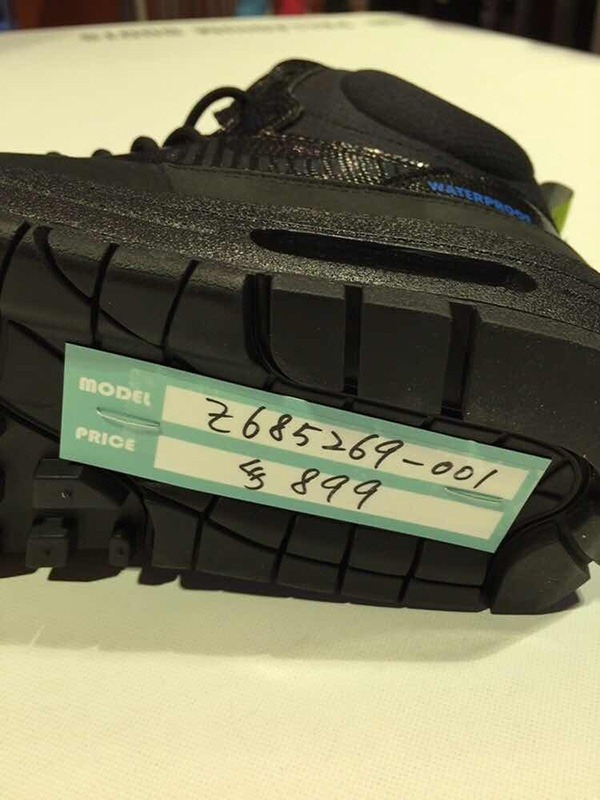 WATERPROOF
MODEL Z685269-001
PRICE $ 899